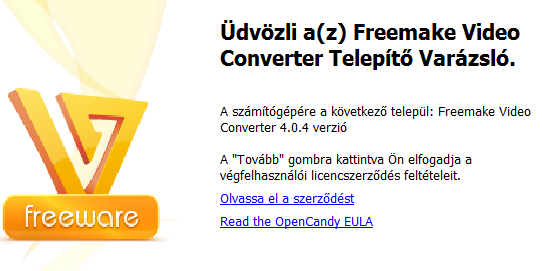 Üdvözli a(z) Freemake Video
Converter Telepítő Varázsló.
A számítógépére a következő települ: Freemake Video
Converter 4.0.4 verzió
A "Tovább" gombra kattintva Ön elfogadja a
végfelhasználói licencszerződés feltételeit.
Olvassa el a szerződést
Read the OpenCandy EULA
freeware